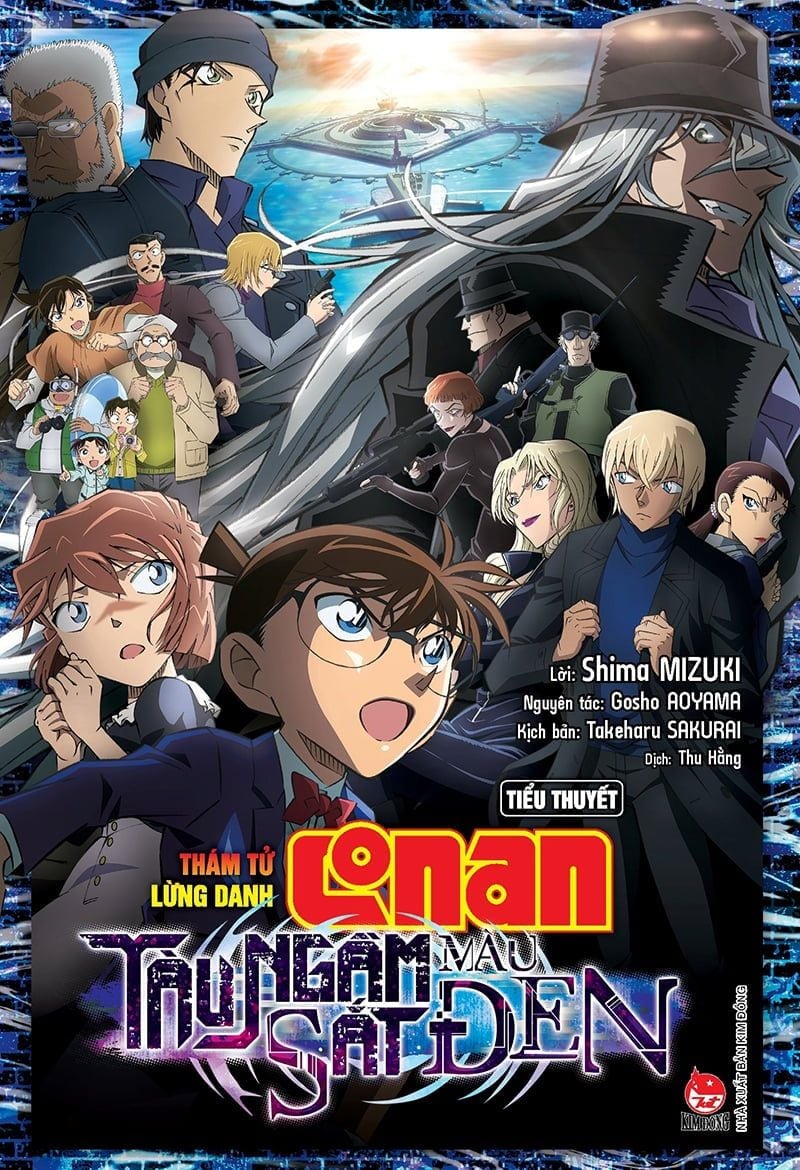 Lời: Shima MIZUKI
Nguyên tác: Gosho AOYAMA
Kịch bản: Takeharu SAKURAI
Dịch: Thu Hằng
TIỂU THUYẾT
THÁM TỬ
LỪNG DANH
CONAN
TÀU NGẦM
SẮT MÀU ĐEN
KIM ĐỒNG
NHÀ XUẤT BẢN KIM ĐỒNG